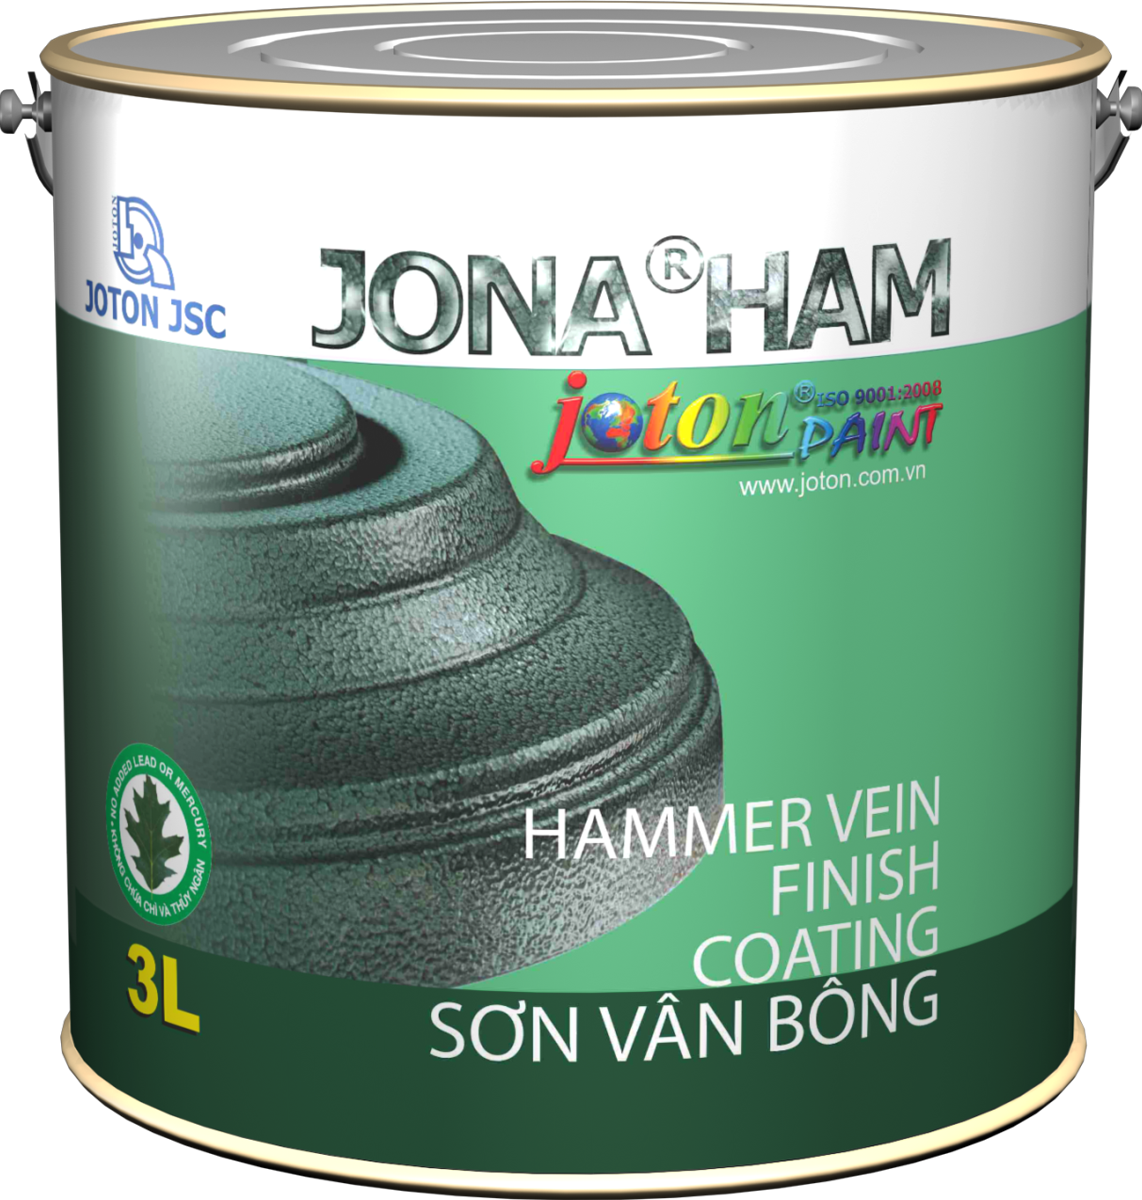 JOTON
JOTON JSC
JONA®HAM
joton® ISO 9001:2008
PAINT
www.joton.com.vn
NO ADDED LEAD OR MERCURY
KHÔNG CHỨA CHÌ VÀ THỦY NGÂN
HAMMER VEIN
FINISH
COATING
3L
SƠN VÂN BÔNG